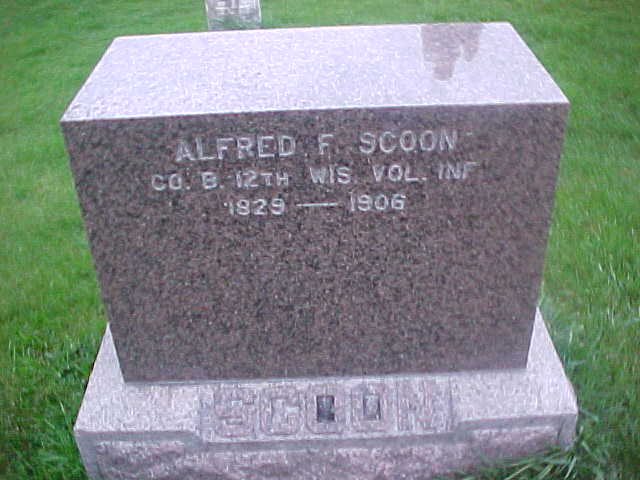 ALFRED F. SCOON
CO. B. 12TH WIS. VOL. INF
1829 — 1906
SCOON